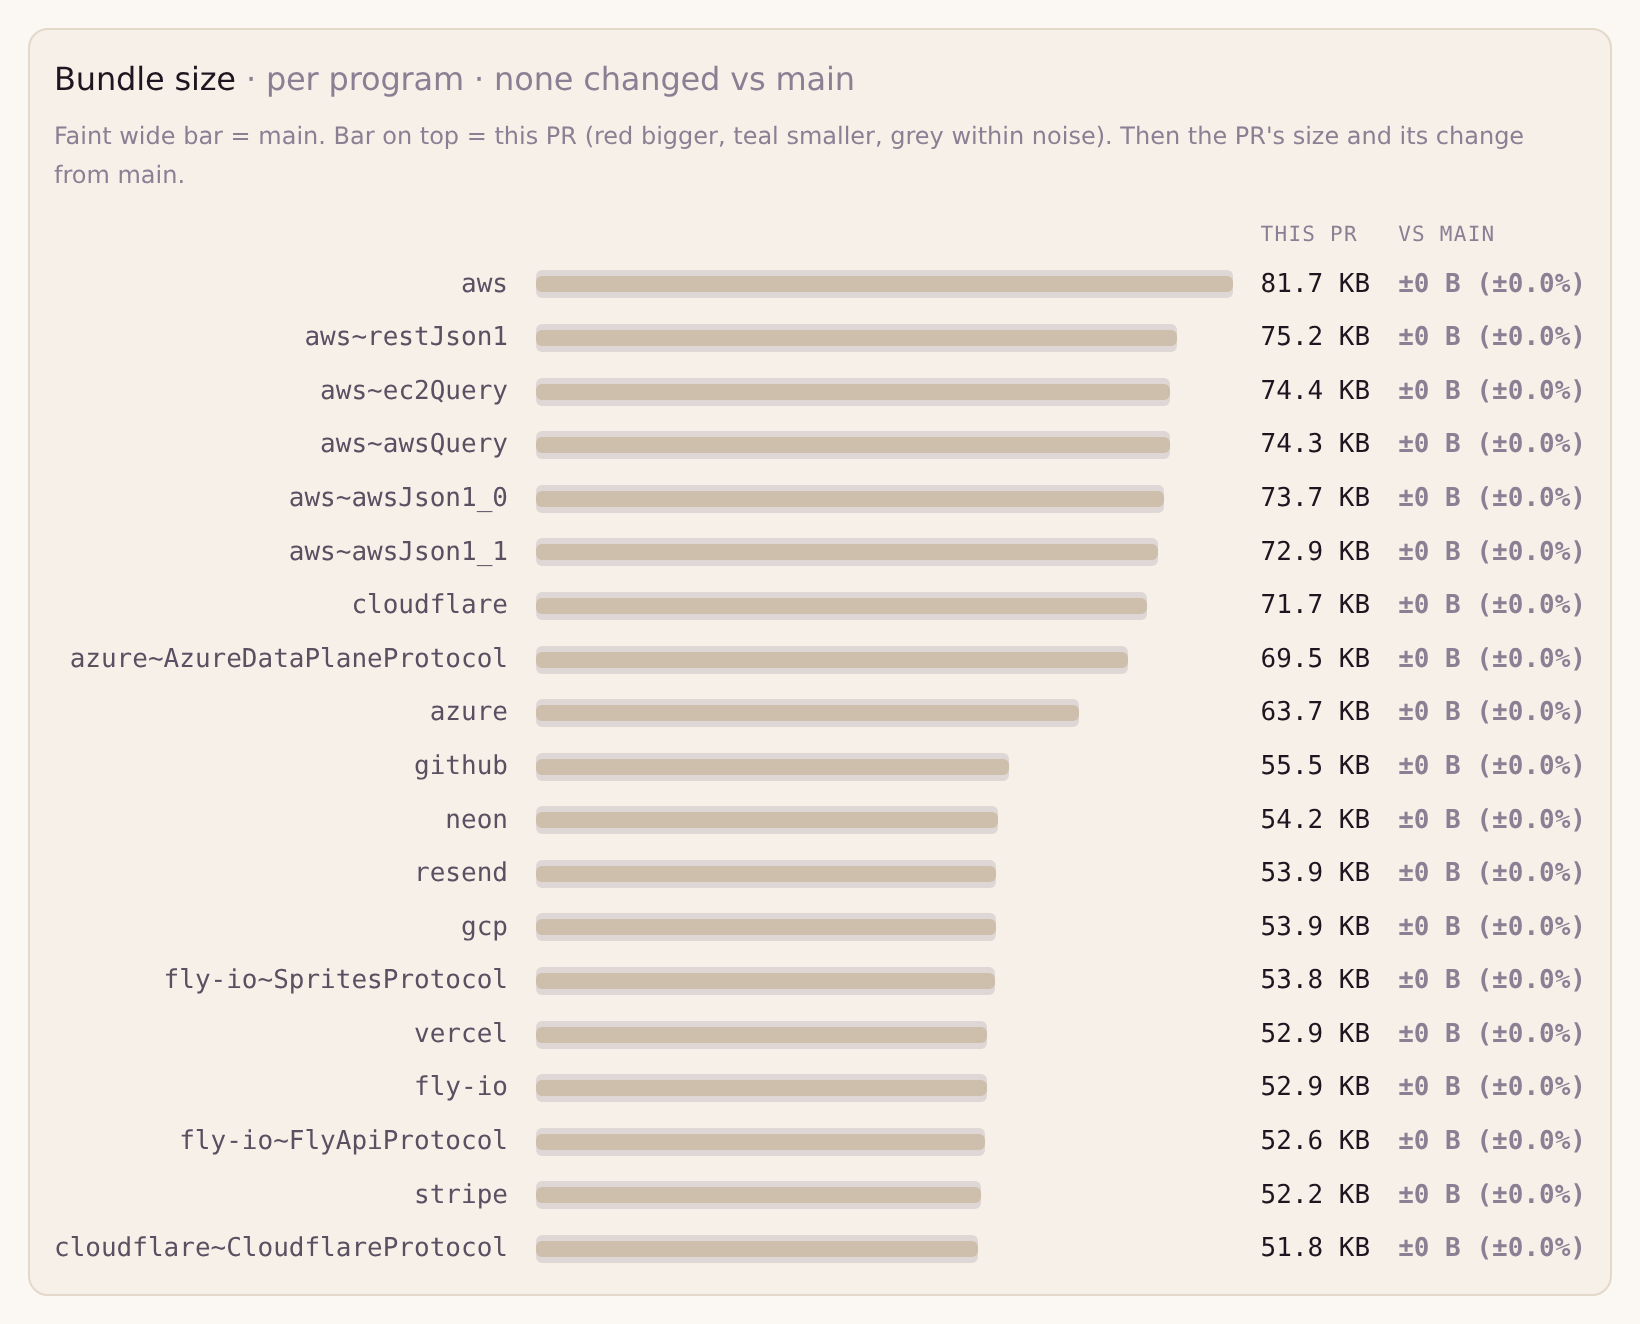 Bundle size · per program · none changed vs main
Faint wide bar = main. Bar on top = this PR (red bigger, teal smaller, grey within noise). Then the PR's size and its change
from main.
THIS PR VS MAIN
aws 81.7 KB ±0 B (±0.0%)
aws~restJson1 75.2 KB ±0 B (±0.0%)
aws~ec2Query 74.4 KB ±0 B (±0.0%)
aws~awsQuery 74.3 KB ±0 B (±0.0%)
aws~awsJson1_0 73.7 KB ±0 B (±0.0%)
aws~awsJson1_1 72.9 KB ±0 B (±0.0%)
cloudflare 71.7 KB ±0 B (±0.0%)
azure~AzureDataPlaneProtocol 69.5 KB ±0 B (±0.0%)
azure 63.7 KB ±0 B (±0.0%)
github 55.5 KB ±0 B (±0.0%)
neon 54.2 KB ±0 B (±0.0%)
resend 53.9 KB ±0 B (±0.0%)
gcp 53.9 KB ±0 B (±0.0%)
fly-io~SpritesProtocol 53.8 KB ±0 B (±0.0%)
vercel 52.9 KB ±0 B (±0.0%)
fly-io 52.9 KB ±0 B (±0.0%)
fly-io~FlyApiProtocol 52.6 KB ±0 B (±0.0%)
stripe 52.2 KB ±0 B (±0.0%)
cloudflare~CloudflareProtocol 51.8 KB ±0 B (±0.0%)